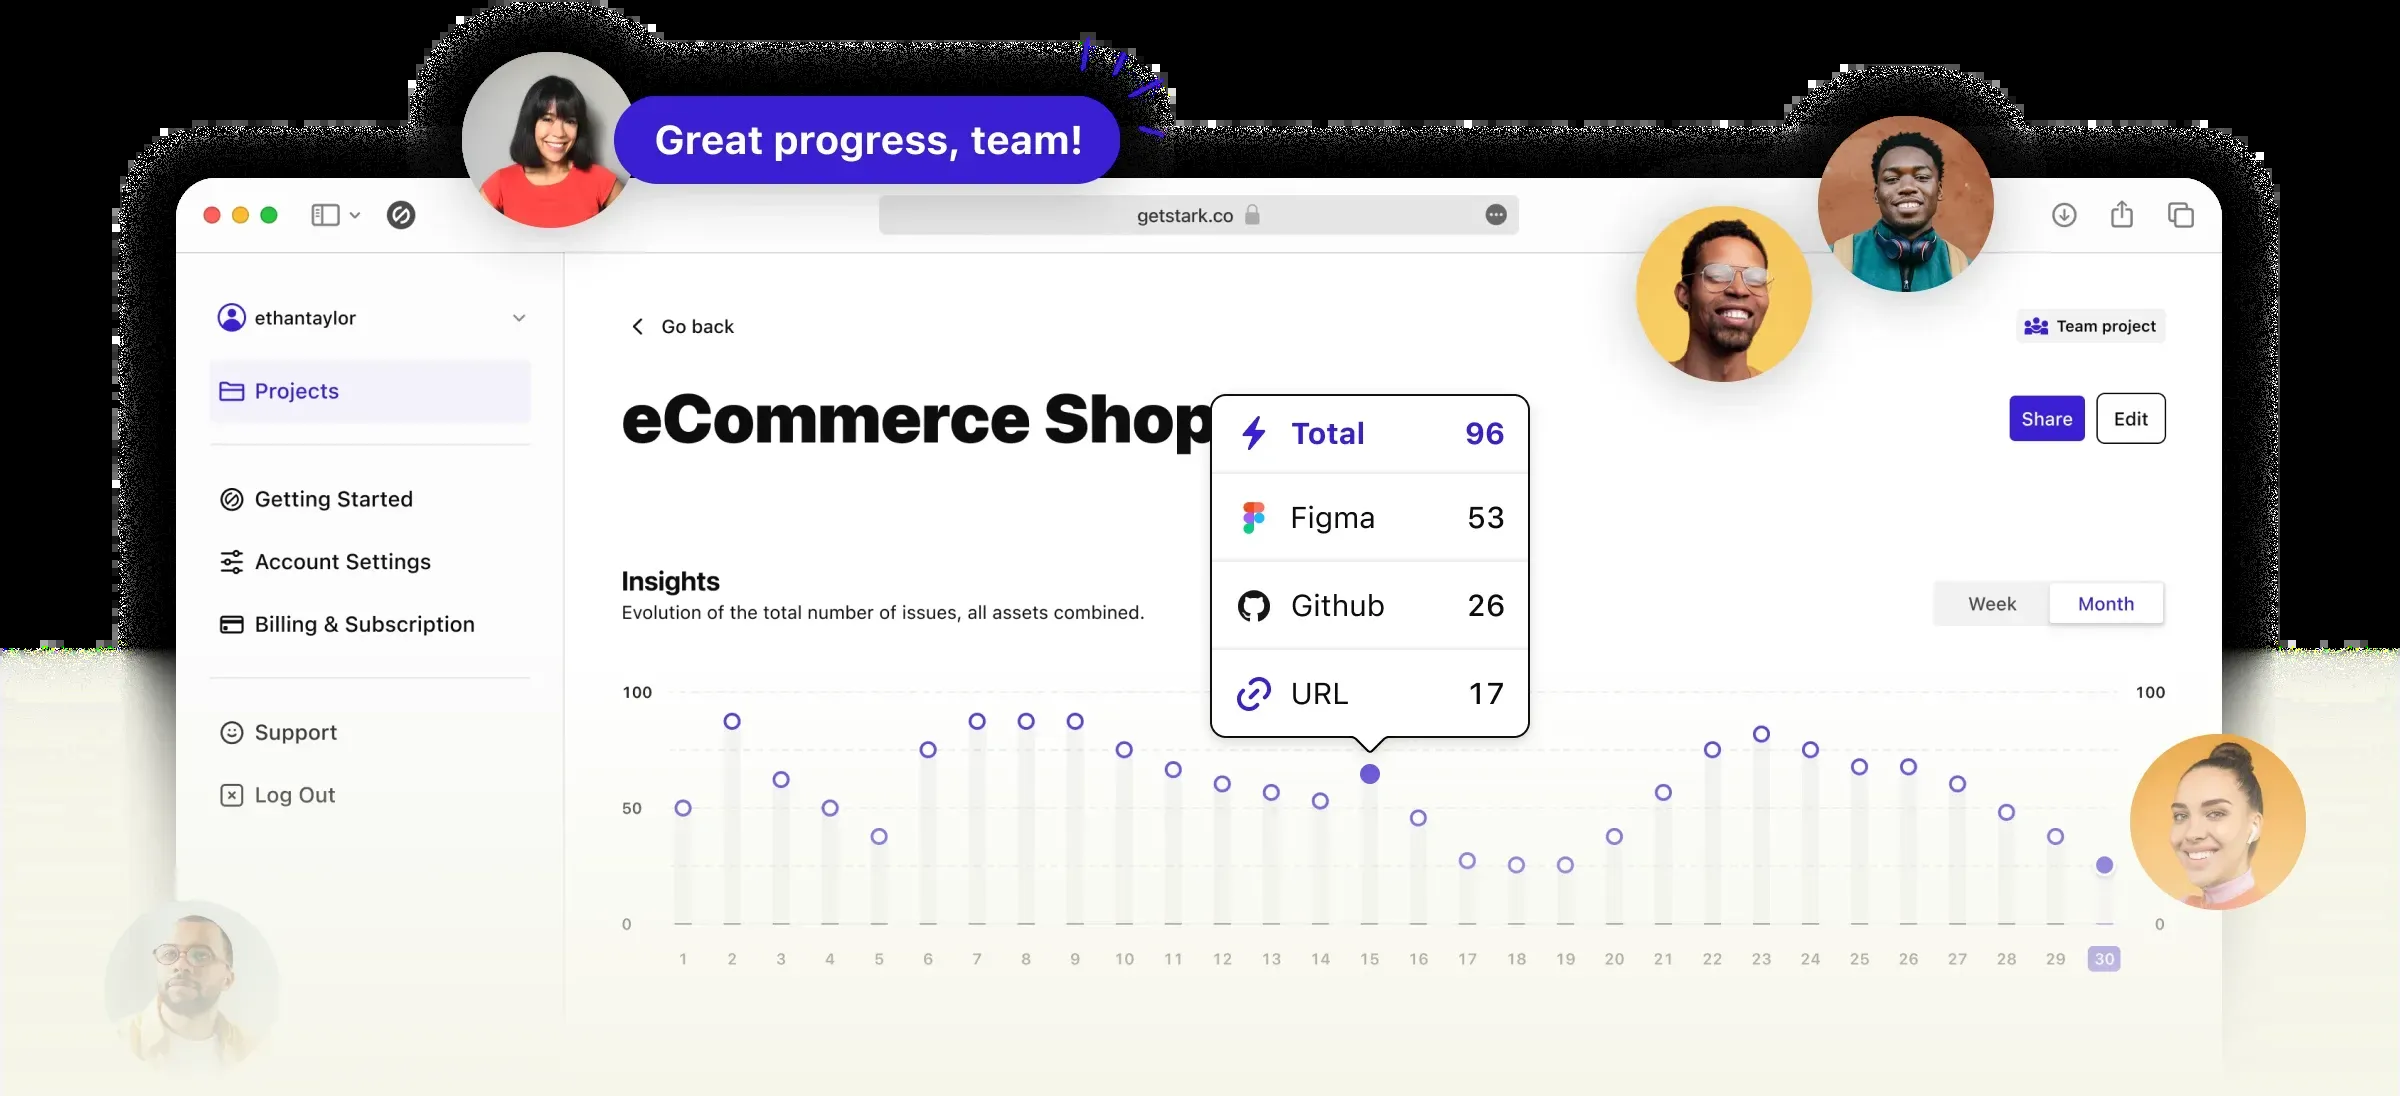 Great progress, team!
getstark.co
ethantaylor
Projects
Getting Started
Account Settings
Billing & Subscription
Support
Log Out
Go back
Team project
eCommerce Shop
Share
Edit
Total 96
Figma 53
Github 26
URL 17
Insights
Evolution of the total number of issues, all assets combined.
Week
Month
100 100
50
0 0
1 2 3 4 5 6 7 8 9 10 11 12 13 14 15 16 17 18 19 20 21 22 23 24 25 26 27 28 29 30